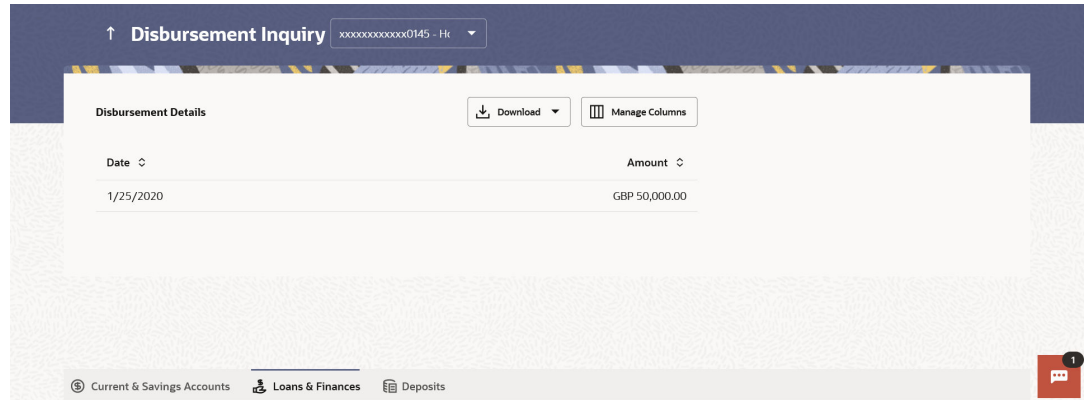 Disbursement Inquiry xxxxxxxxxxxx0145 - Ho
Disbursement Details Download Manage Columns
Date Amount
1/25/2020 GBP 50,000.00
1
Current & Savings Accounts Loans & Finances Deposits